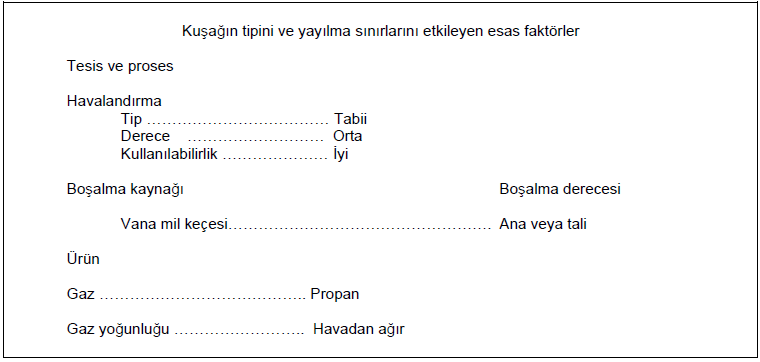 Kuşağın tipini ve yayılma sınırlarını etkileyen esas faktörler
Tesis ve proses
Havalandırma
Tip ……………………………… Tabii
Derece ……………………… Orta
Kullanılabilirlik ………………… İyi
Boşalma kaynağı Boşalma derecesi
Vana mil keçesi…………………………………………… Ana veya tali
Ürün
Gaz ………………………………….. Propan
Gaz yoğunluğu …………………….. Havadan ağır